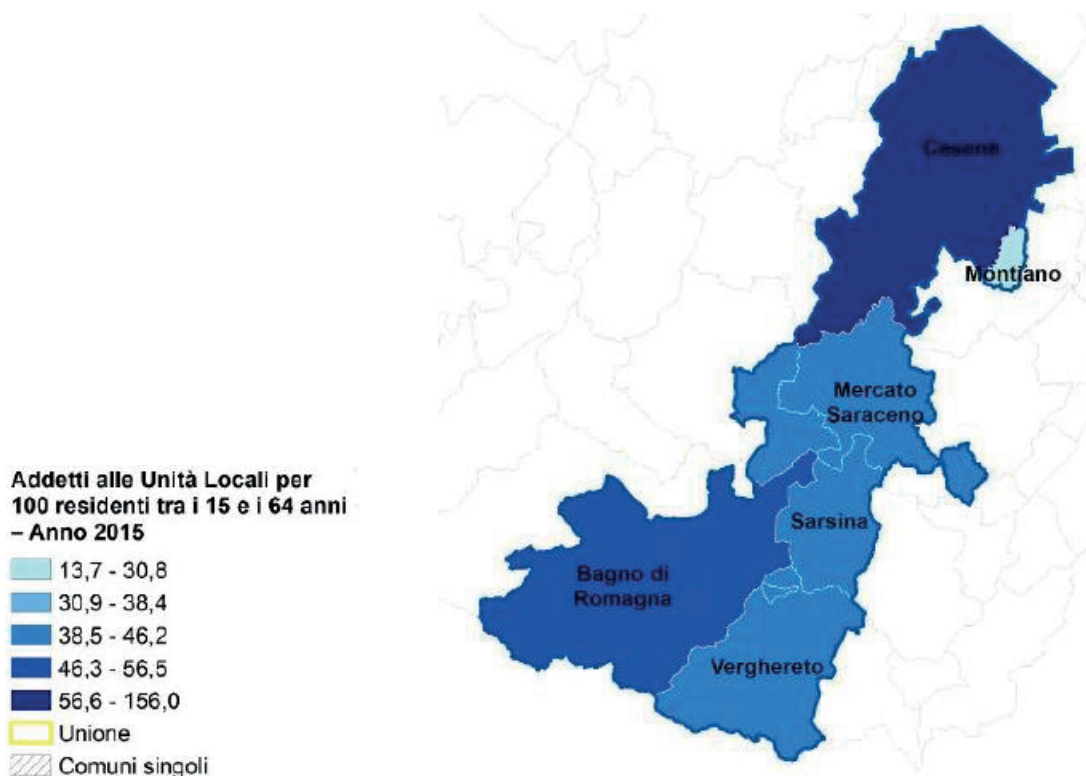 Cesena
Montiano
Mercato
Saraceno
Sarsina
Bagno di
Romagna
Verghereto
Addetti alle Unità Locali per
100 residenti tra i 15 e i 64 anni
– Anno 2015
13,7 - 30,8
30,9 - 38,4
38,5 - 46,2
46,3 - 56,5
56,6 - 156,0
Unione
Comuni singoli